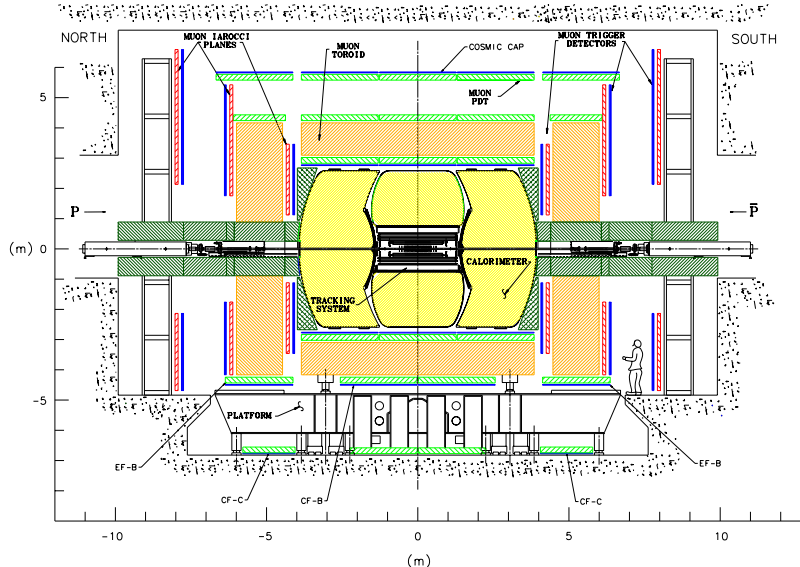 NORTH
MUON IAROCCI
PLANES
MUON
TOROID
COSMIC CAP
MUON
PDT
MUON TRIGGER
DETECTORS
SOUTH
5
P
P̅
(m)
0
CALORIMETER
TRACKING
SYSTEM
-5
PLATFORM
EF-B
CF-C
CF-B
CF-C
EF-B
-10
-5
0
5
10
(m)